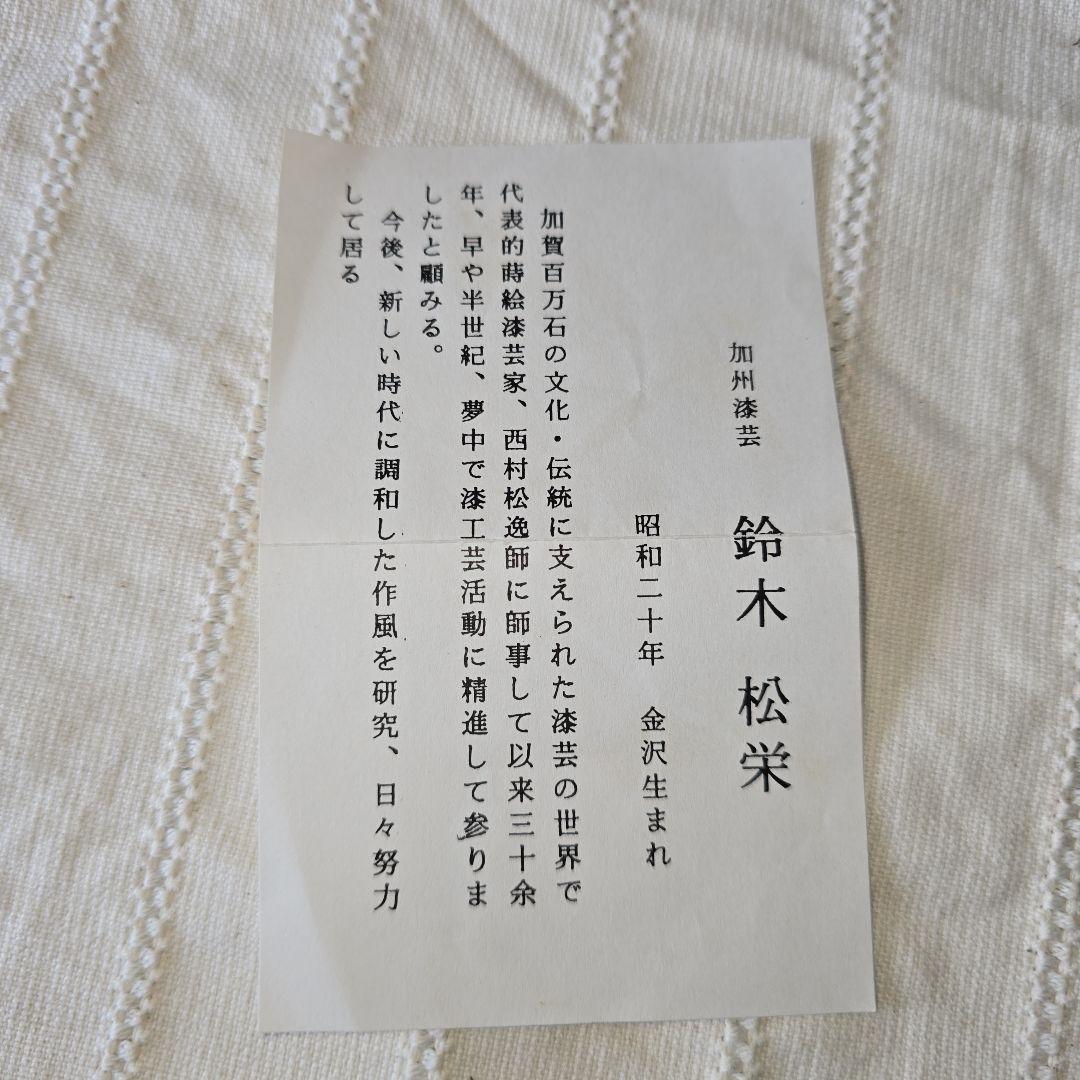 加州漆芸 鈴木 松栄
昭和二十年 金沢生まれ
加賀百万石の文化・伝統に支えられた漆芸の世界で
代表的蒔絵漆芸家、西村松逸師に師事して以来三十余
年、早や半世紀、夢中で漆工芸活動に精進して参りま
したと顧みる。
今後、新しい時代に調和した作風を研究、日々努力
して居る